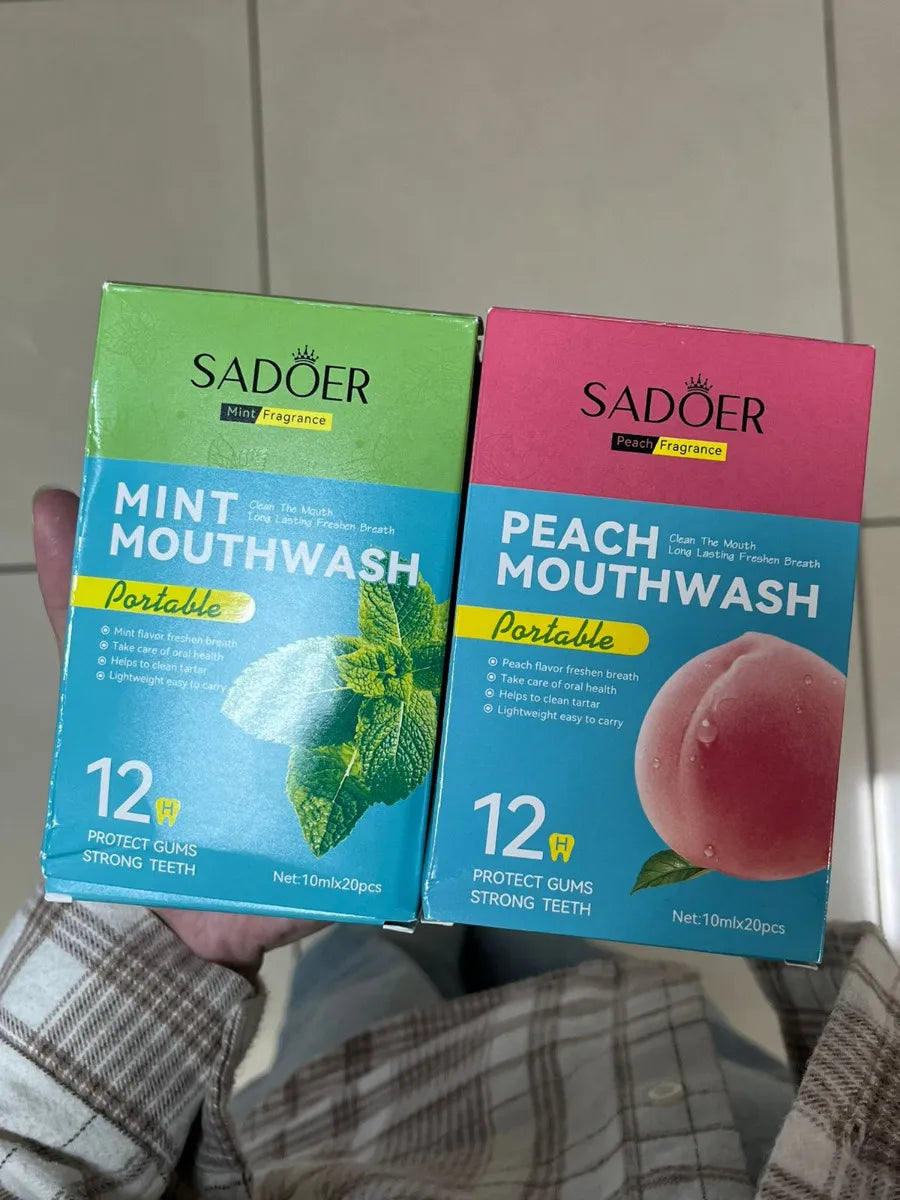 SADOER
Mint Fragrance
MINT
MOUTHWASH
Clean The Mouth
Long Lasting Freshen Breath
Portable
Mint flavor freshen breath
Take care of oral health
Helps to clean tartar
Lightweight easy to carry
12 H
PROTECT GUMS
STRONG TEETH
Net:10mlx20pcs
SADOER
Peach Fragrance
PEACH
MOUTHWASH
Clean The Mouth
Long Lasting Freshen Breath
Portable
Peach flavor freshen breath
Take care of oral health
Helps to clean tartar
Lightweight easy to carry
12 H
PROTECT GUMS
STRONG TEETH
Net:10mlx20pcs